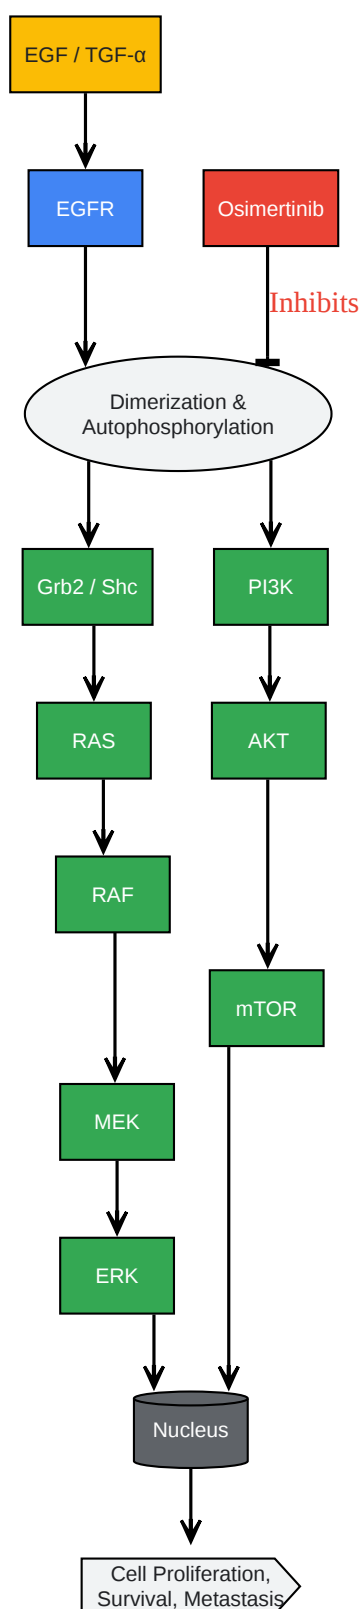 EGF / TGF-α
EGFR
Osimertinib
Inhibits
Dimerization &
Autophosphorylation
Grb2 / Shc
PI3K
RAS
AKT
RAF
mTOR
MEK
ERK
Nucleus
Cell Proliferation,
Survival, Metastasis